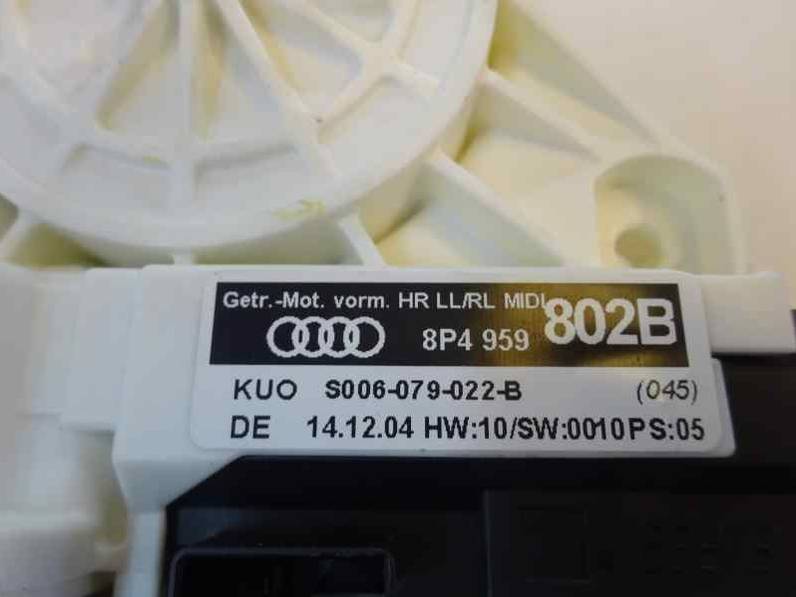 Getr.-Mot. vorm. HR LL/RL MIDI
8P4 959 802B
KUO S006-079-022-B (045)
DE 14.12.04 HW:10/SW:0010PS:05